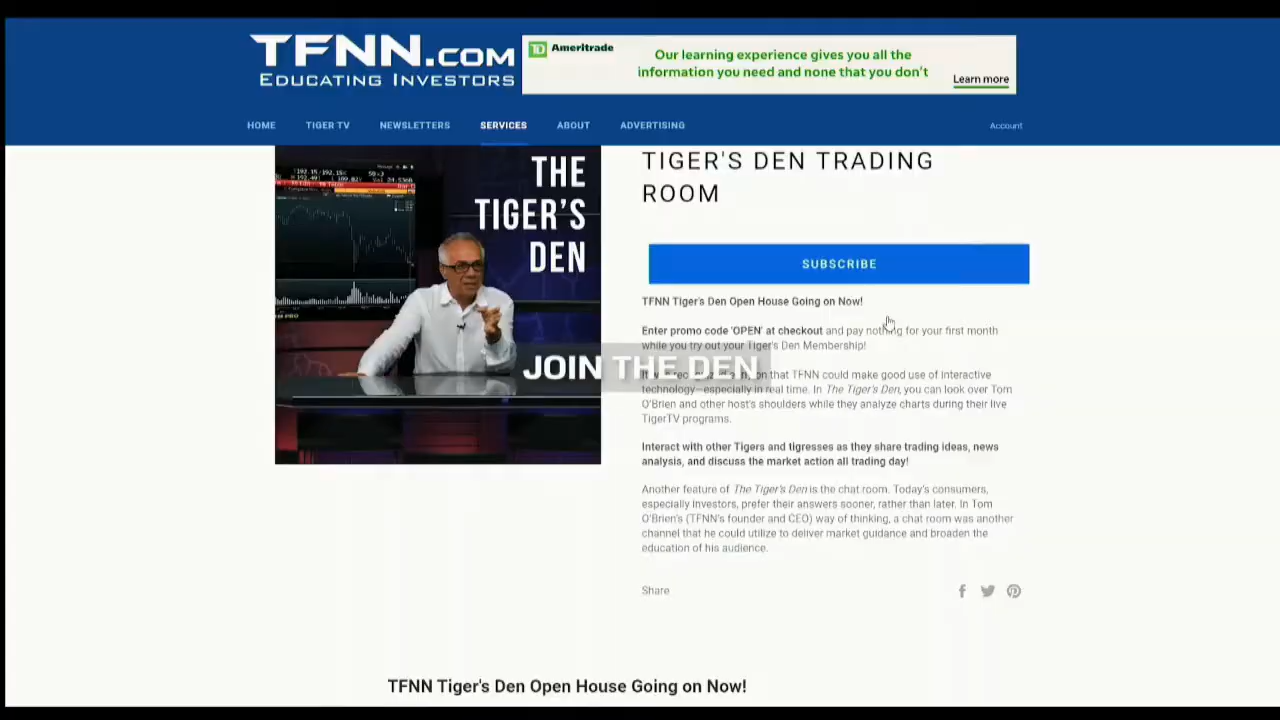 TFNN.COM
EDUCATING INVESTORS
TD Ameritrade
Our learning experience gives you all the
information you need and none that you don't
Learn more
HOME TIGER TV NEWSLETTERS SERVICES ABOUT ADVERTISING Account
THE
TIGER'S
DEN
TIGER'S DEN TRADING
ROOM
SUBSCRIBE
TFNN Tiger's Den Open House Going on Now!
Enter promo code 'OPEN' at checkout and pay nothing for your first month
while you try out your Tiger's Den Membership!
JOIN THE DEN
that TFNN could make good use of interactive
technology—especially in real time. In The Tiger's Den, you can look over Tom
O'Brien and other host's shoulders while they analyze charts during their live
TigerTV programs.
Interact with other Tigers and tigresses as they share trading ideas, news
analysis, and discuss the market action all trading day!
Another feature of The Tiger's Den is the chat room. Today's consumers,
especially investors, prefer their answers sooner, rather than later. In Tom
O'Brien's (TFNN's founder and CEO) way of thinking, a chat room was another
channel that he could utilize to deliver market guidance and broaden the
education of his audience.
Share
TFNN Tiger's Den Open House Going on Now!